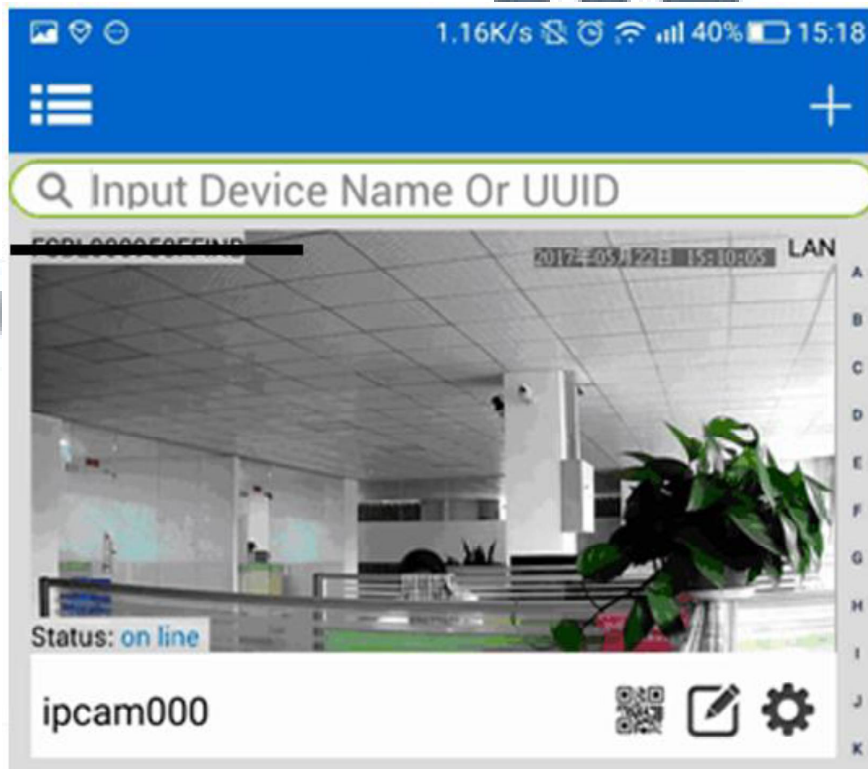 1.16K/s 40% 15:18
Input Device Name Or UUID
2017年05月22日 15:10:05 LAN
A
B
C
D
E
F
G
H
I
J
K
Status: on line
ipcam000